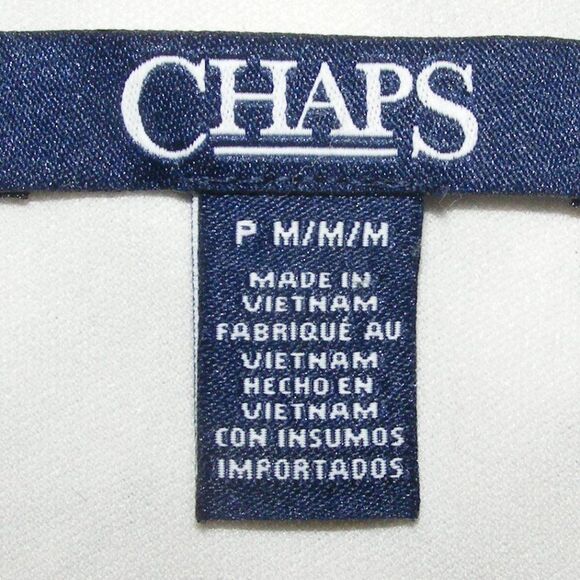 CHAPS
P M/M/M
MADE IN
VIETNAM
FABRIQUÉ AU
VIETNAM
HECHO EN
VIETNAM
CON INSUMOS
IMPORTADOS